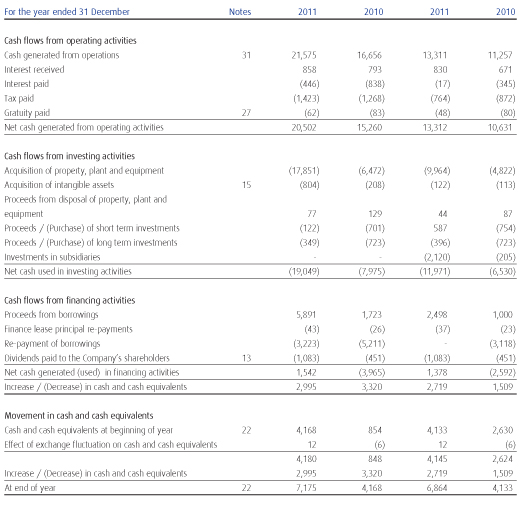 For the year ended 31 December Notes 2011 2010 2011 2010
Cash flows from operating activities
Cash generated from operations 31 21,575 16,656 13,311 11,257
Interest received 858 793 830 671
Interest paid (446) (838) (17) (345)
Tax paid (1,423) (1,268) (764) (872)
Gratuity paid 27 (62) (83) (48) (80)
Net cash generated from operating activities 20,502 15,260 13,312 10,631
Cash flows from investing activities
Acquisition of property, plant and equipment (17,851) (6,472) (9,964) (4,822)
Acquisition of intangible assets 15 (804) (208) (122) (113)
Proceeds from disposal of property, plant and
equipment 77 129 44 87
Proceeds / (Purchase) of short term investments (122) (701) 587 (754)
Proceeds / (Purchase) of long term investments (349) (723) (396) (723)
Investments in subsidiaries - - (2,120) (205)
Net cash used in investing activities (19,049) (7,975) (11,971) (6,530)
Cash flows from financing activities
Proceeds from borrowings 5,891 1,723 2,498 1,000
Finance lease principal re-payments (43) (26) (37) (23)
Re-payment of borrowings (3,223) (5,211) - (3,118)
Dividends paid to the Company's shareholders 13 (1,083) (451) (1,083) (451)
Net cash generated (used) in financing activities 1,542 (3,965) 1,378 (2,592)
Increase / (Decrease) in cash and cash equivalents 2,995 3,320 2,719 1,509
Movement in cash and cash equivalents
Cash and cash equivalents at beginning of year 22 4,168 854 4,133 2,630
Effect of exchange fluctuation on cash and cash equivalents 12 (6) 12 (6)
4,180 848 4,145 2,624
Increase / (Decrease) in cash and cash equivalents 2,995 3,320 2,719 1,509
At end of year 22 7,175 4,168 6,864 4,133